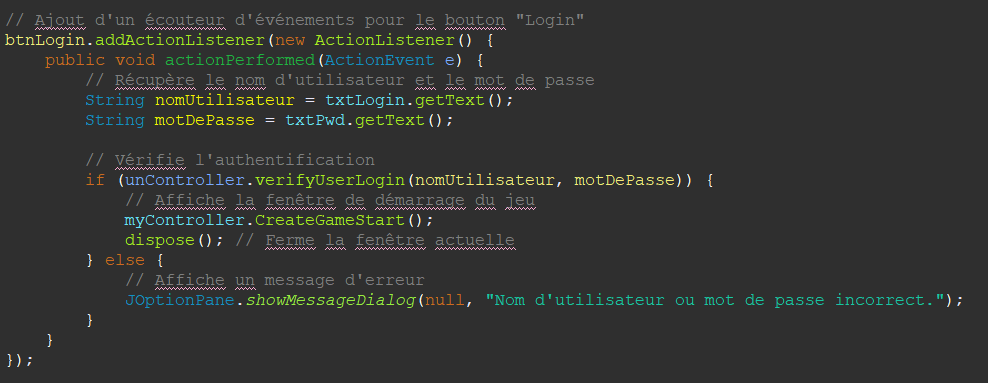 // Ajout d'un écouteur d'événements pour le bouton "Login"
btnLogin.addActionListener(new ActionListener() {
    public void actionPerformed(ActionEvent e) {
        // Récupère le nom d'utilisateur et le mot de passe
        String nomUtilisateur = txtLogin.getText();
        String motDePasse = txtPwd.getText();

        // Vérifie l'authentification
        if (unController.verifyUserLogin(nomUtilisateur, motDePasse)) {
            // Affiche la fenêtre de démarrage du jeu
            myController.CreateGameStart();
            dispose(); // Ferme la fenêtre actuelle
        } else {
            // Affiche un message d'erreur
            JOptionPane.showMessageDialog(null, "Nom d'utilisateur ou mot de passe incorrect.");
        }
    }
});